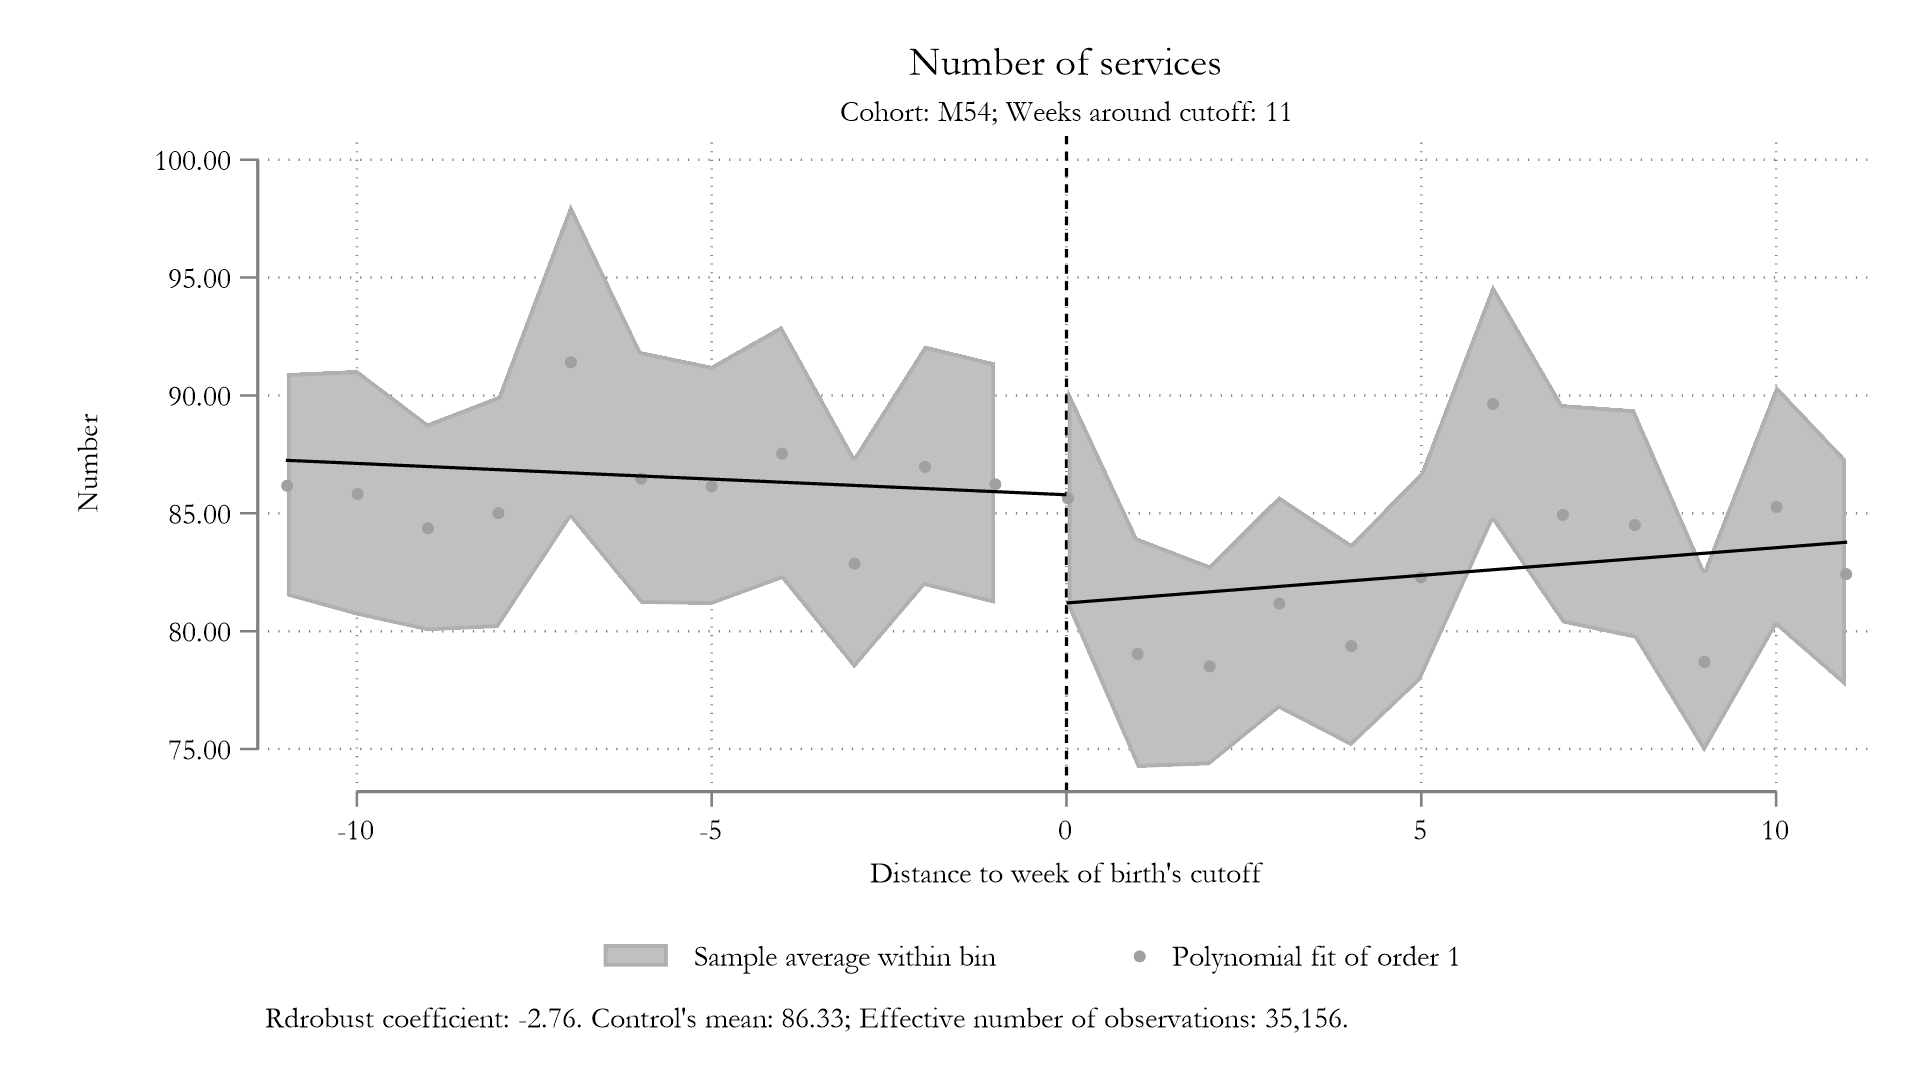 Number of services
Cohort: M54; Weeks around cutoff: 11
100.00
95.00
90.00
85.00
80.00
75.00
Number
-10
-5
0
5
10
Distance to week of birth's cutoff
Sample average within bin
Polynomial fit of order 1
Rdrobust coefficient: -2.76. Control's mean: 86.33; Effective number of observations: 35,156.